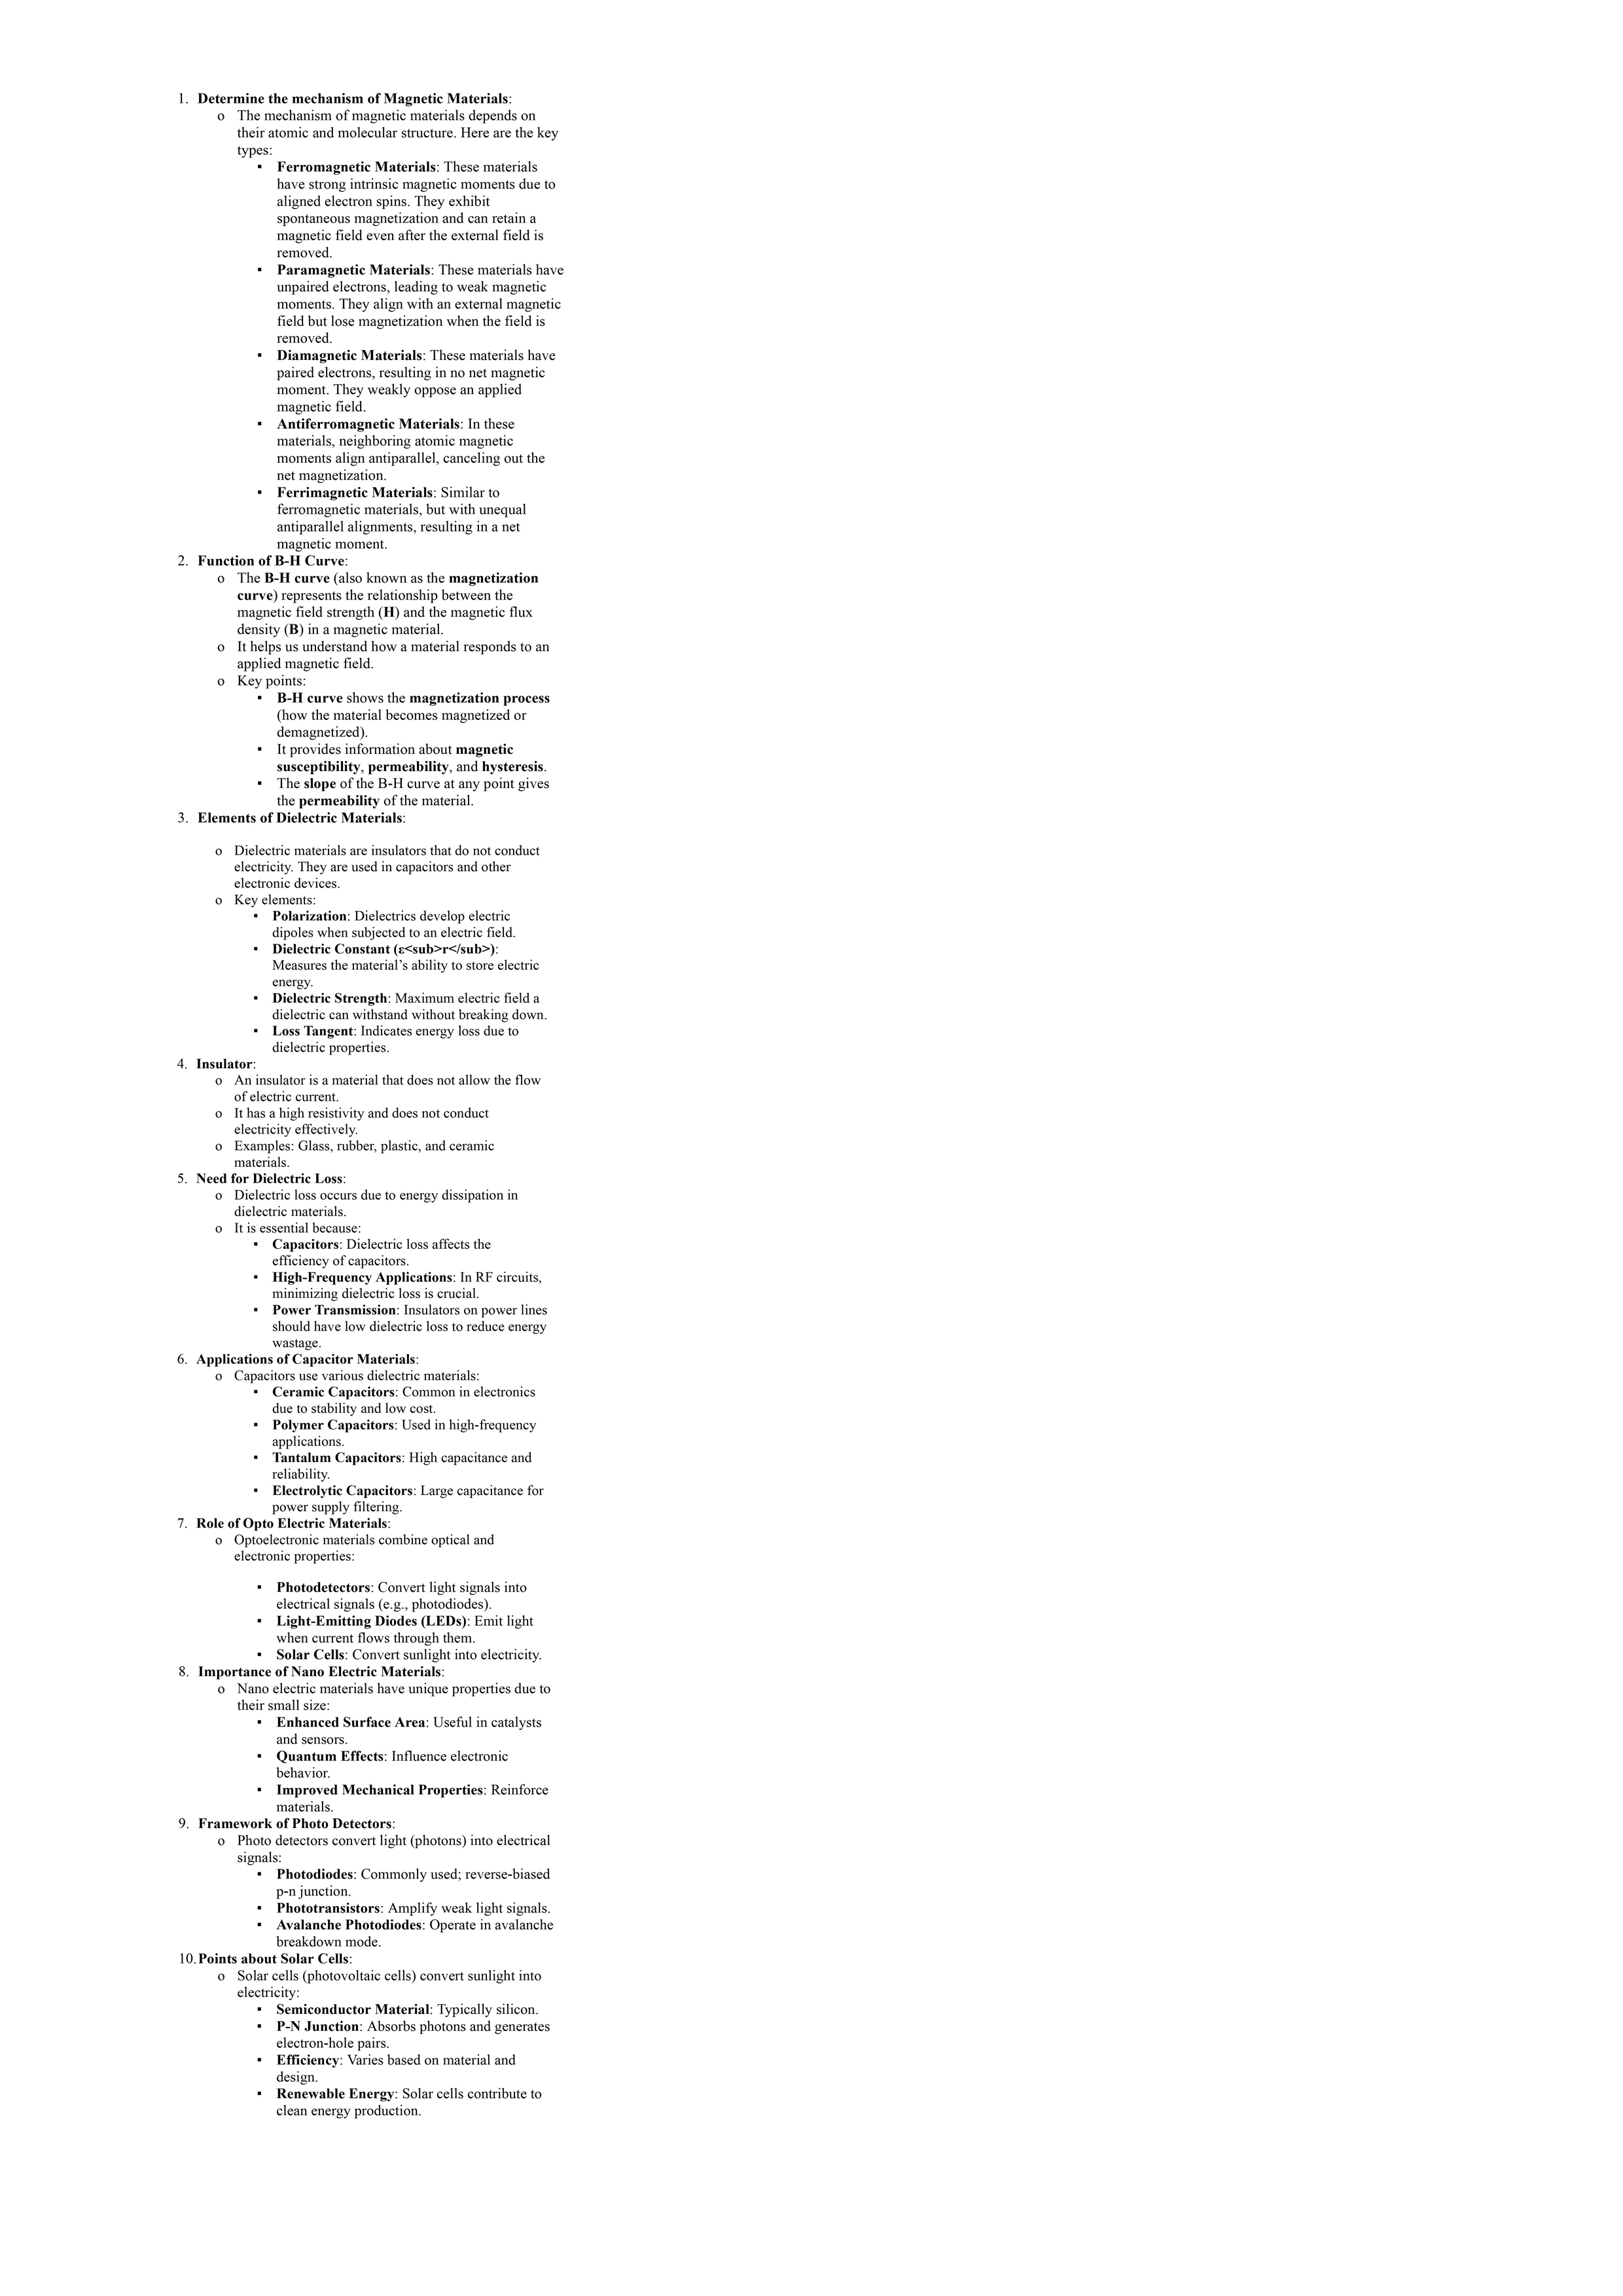 1. Determine the mechanism of Magnetic Materials:
o The mechanism of magnetic materials depends on
their atomic and molecular structure. Here are the key
types:
▪ Ferromagnetic Materials: These materials
have strong intrinsic magnetic moments due to
aligned electron spins. They exhibit
spontaneous magnetization and can retain a
magnetic field even after the external field is
removed.
▪ Paramagnetic Materials: These materials have
unpaired electrons, leading to weak magnetic
moments. They align with an external magnetic
field but lose magnetization when the field is
removed.
▪ Diamagnetic Materials: These materials have
paired electrons, resulting in no net magnetic
moment. They weakly oppose an applied
magnetic field.
▪ Antiferromagnetic Materials: In these
materials, neighboring atomic magnetic
moments align antiparallel, canceling out the
net magnetization.
▪ Ferrimagnetic Materials: Similar to
ferromagnetic materials, but with unequal
antiparallel alignments, resulting in a net
magnetic moment.
2. Function of B-H Curve:
o The B-H curve (also known as the magnetization
curve) represents the relationship between the
magnetic field strength (H) and the magnetic flux
density (B) in a magnetic material.
o It helps us understand how a material responds to an
applied magnetic field.
o Key points:
▪ B-H curve shows the magnetization process
(how the material becomes magnetized or
demagnetized).
▪ It provides information about magnetic
susceptibility, permeability, and hysteresis.
▪ The slope of the B-H curve at any point gives
the permeability of the material.
3. Elements of Dielectric Materials:
o Dielectric materials are insulators that do not conduct
electricity. They are used in capacitors and other
electronic devices.
o Key elements:
▪ Polarization: Dielectrics develop electric
dipoles when subjected to an electric field.
▪ Dielectric Constant (ε<sub>r</sub>):
Measures the material’s ability to store electric
energy.
▪ Dielectric Strength: Maximum electric field a
dielectric can withstand without breaking down.
▪ Loss Tangent: Indicates energy loss due to
dielectric properties.
4. Insulator:
o An insulator is a material that does not allow the flow
of electric current.
o It has a high resistivity and does not conduct
electricity effectively.
o Examples: Glass, rubber, plastic, and ceramic
materials.
5. Need for Dielectric Loss:
o Dielectric loss occurs due to energy dissipation in
dielectric materials.
o It is essential because:
▪ Capacitors: Dielectric loss affects the
efficiency of capacitors.
▪ High-Frequency Applications: In RF circuits,
minimizing dielectric loss is crucial.
▪ Power Transmission: Insulators on power lines
should have low dielectric loss to reduce energy
wastage.
6. Applications of Capacitor Materials:
o Capacitors use various dielectric materials:
▪ Ceramic Capacitors: Common in electronics
due to stability and low cost.
▪ Polymer Capacitors: Used in high-frequency
applications.
▪ Tantalum Capacitors: High capacitance and
reliability.
▪ Electrolytic Capacitors: Large capacitance for
power supply filtering.
7. Role of Opto Electric Materials:
o Optoelectronic materials combine optical and
electronic properties:
▪ Photodetectors: Convert light signals into
electrical signals (e.g., photodiodes).
▪ Light-Emitting Diodes (LEDs): Emit light
when current flows through them.
▪ Solar Cells: Convert sunlight into electricity.
8. Importance of Nano Electric Materials:
o Nano electric materials have unique properties due to
their small size:
▪ Enhanced Surface Area: Useful in catalysts
and sensors.
▪ Quantum Effects: Influence electronic
behavior.
▪ Improved Mechanical Properties: Reinforce
materials.
9. Framework of Photo Detectors:
o Photo detectors convert light (photons) into electrical
signals:
▪ Photodiodes: Commonly used; reverse-biased
p-n junction.
▪ Phototransistors: Amplify weak light signals.
▪ Avalanche Photodiodes: Operate in avalanche
breakdown mode.
10. Points about Solar Cells:
o Solar cells (photovoltaic cells) convert sunlight into
electricity:
▪ Semiconductor Material: Typically silicon.
▪ P-N Junction: Absorbs photons and generates
electron-hole pairs.
▪ Efficiency: Varies based on material and
design.
▪ Renewable Energy: Solar cells contribute to
clean energy production.